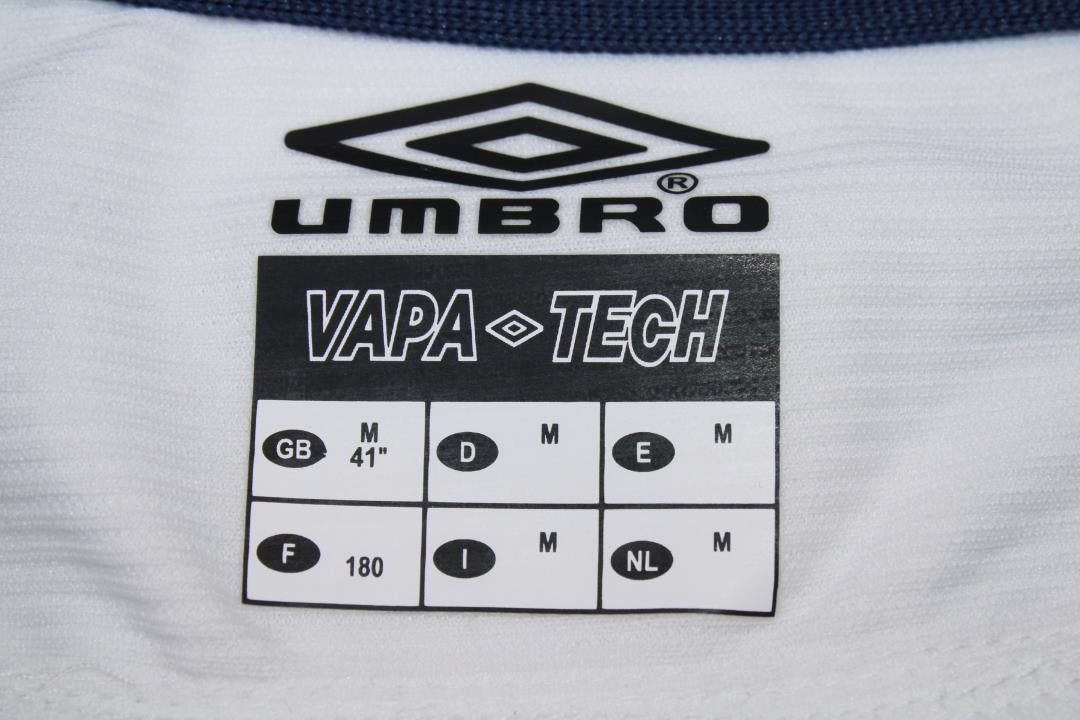 ®
UMBRO
VAPA TECH
GB M 41"
D M
E M
F 180
I M
NL M